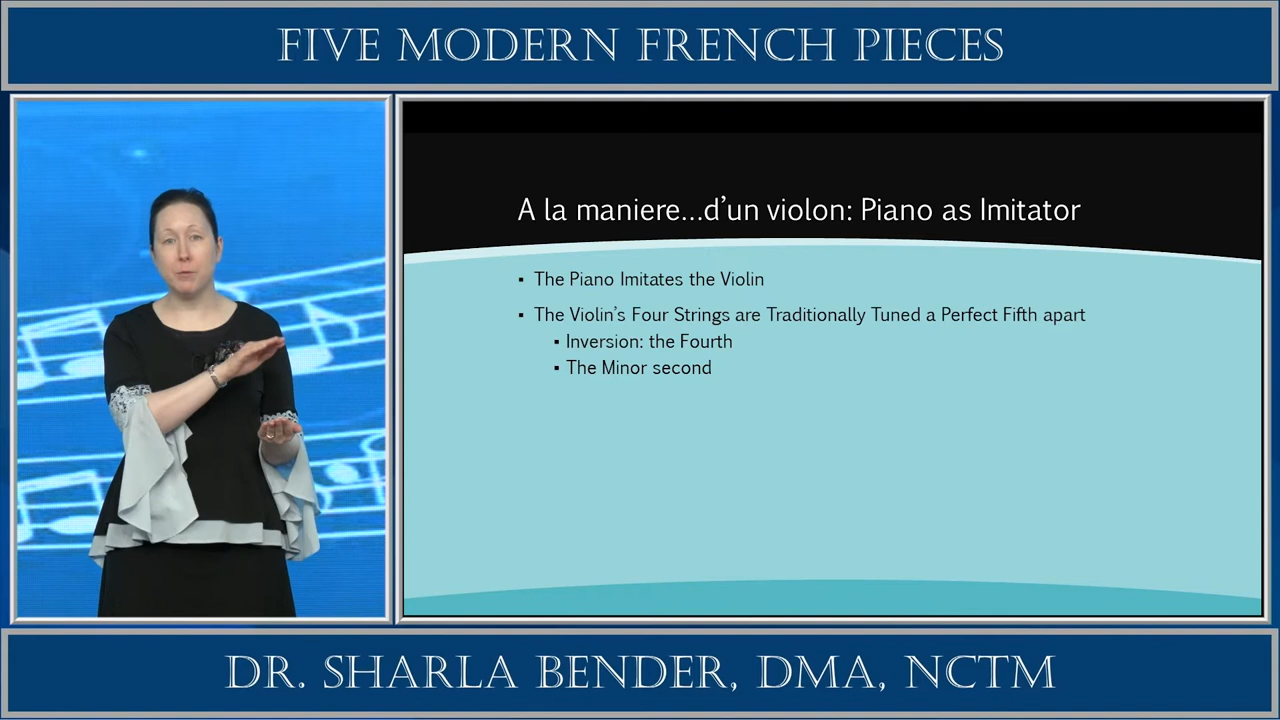 FIVE MODERN FRENCH PIECES
A la maniere...d’un violon: Piano as Imitator
▪ The Piano Imitates the Violin
▪ The Violin’s Four Strings are Traditionally Tuned a Perfect Fifth apart
▪ Inversion: the Fourth
▪ The Minor second
DR. SHARLA BENDER, DMA, NCTM